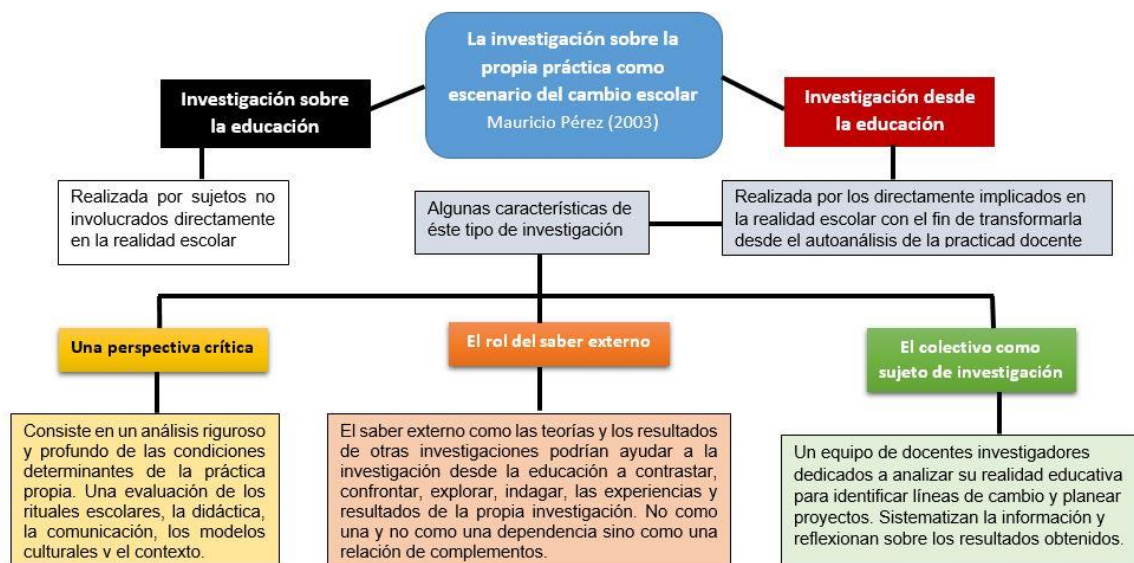 La investigación sobre la
propia práctica como
escenario del cambio escolar
Mauricio Pérez (2003)
Investigación sobre
la educación
Investigación desde
la educación
Realizada por sujetos no
involucrados directamente
en la realidad escolar
Algunas características de
éste tipo de investigación
Realizada por los directamente implicados en
la realidad escolar con el fin de transformarla
desde el autoanálisis de la practicad docente
Una perspectiva crítica
El rol del saber externo
El colectivo como
sujeto de investigación
Consiste en un análisis riguroso
y profundo de las condiciones
determinantes de la práctica
propia. Una evaluación de los
rituales escolares, la didáctica,
la comunicación, los modelos
culturales y el contexto.
El saber externo como las teorías y los resultados
de otras investigaciones podrían ayudar a la
investigación desde la educación a contrastar,
confrontar, explorar, indagar, las experiencias y
resultados de la propia investigación. No como
una y no como una dependencia sino como una
relación de complementos.
Un equipo de docentes investigadores
dedicados a analizar su realidad educativa
para identificar líneas de cambio y planear
proyectos. Sistematizan la información y
reflexionan sobre los resultados obtenidos.